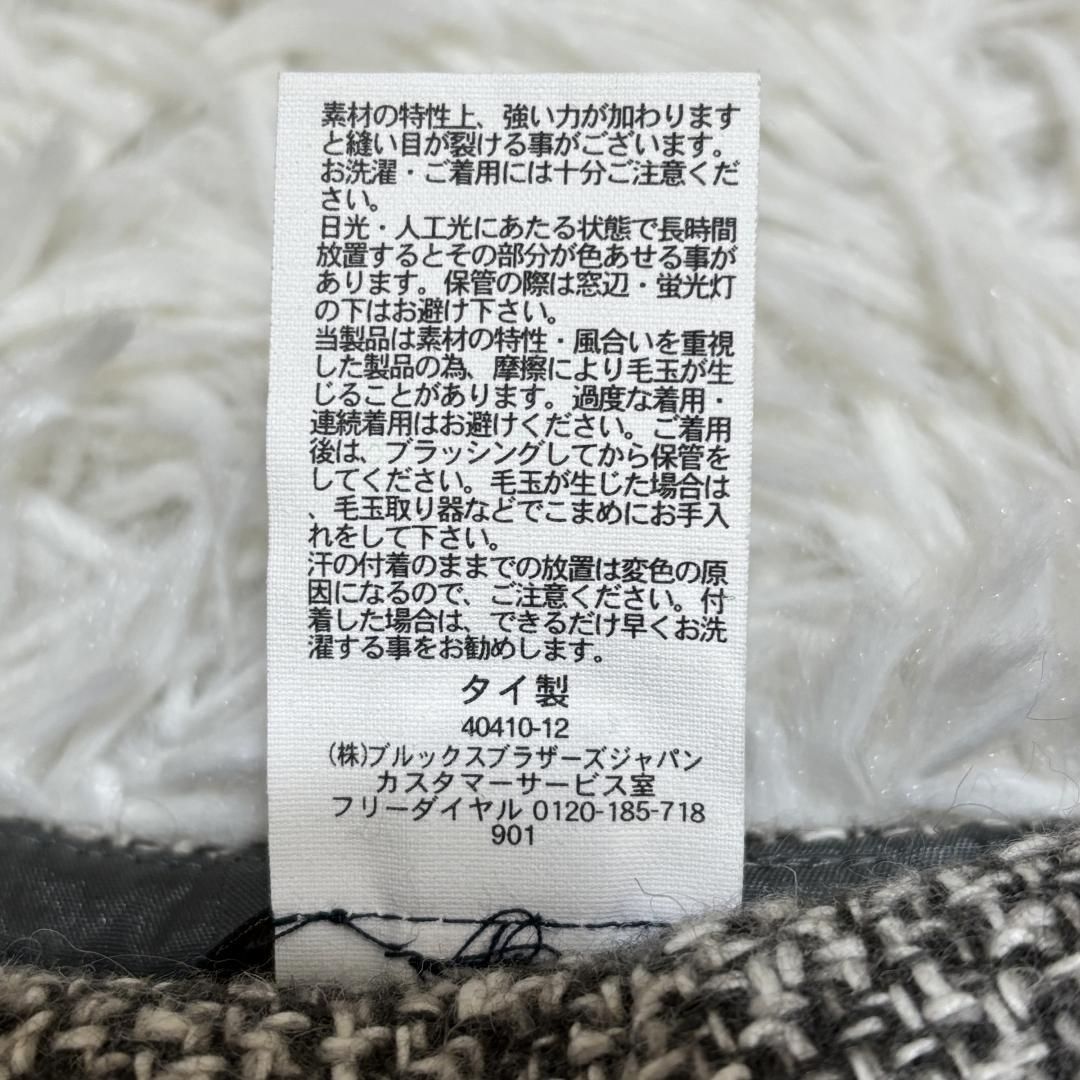 素材の特性上、強い力が加わります
と縫い目が裂ける事がございます。
お洗濯・ご着用には十分ご注意くだ
さい。
日光・人工光にあたる状態で長時間
放置するとその部分が色あせる事が
あります。保管の際は窓辺・蛍光灯
の下はお避け下さい。
当製品は素材の特性・風合いを重視
した製品の為、摩擦により毛玉が生
じることがあります。過度な着用・
連続着用はお避けください。ご着用
後は、ブラッシングしてから保管を
してください。毛玉が生じた場合は
、毛玉取り器などでこまめにお手入
れをして下さい。
汗の付着のままでの放置は変色の原
因になるので、ご注意ください。付
着した場合は、できるだけ早くお洗
濯する事をお勧めします。
タイ製
40410-12
(株)ブルックスブラザーズジャパン
カスタマーサービス室
フリーダイヤル 0120-185-718
901